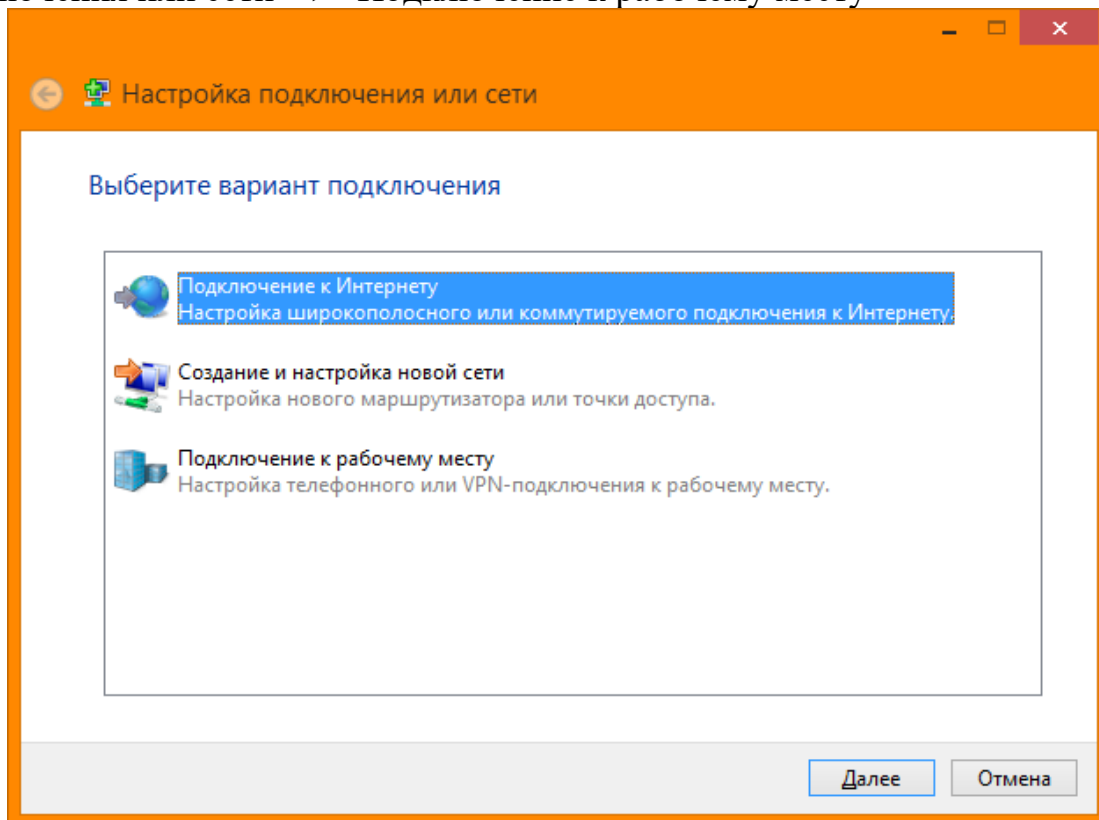 Настройка подключения или сети
Выберите вариант подключения
Подключение к Интернету
Настройка широкополосного или коммутируемого подключения к Интернету.
Создание и настройка новой сети
Настройка нового маршрутизатора или точки доступа.
Подключение к рабочему месту
Настройка телефонного или VPN-подключения к рабочему месту.
Далее Отмена